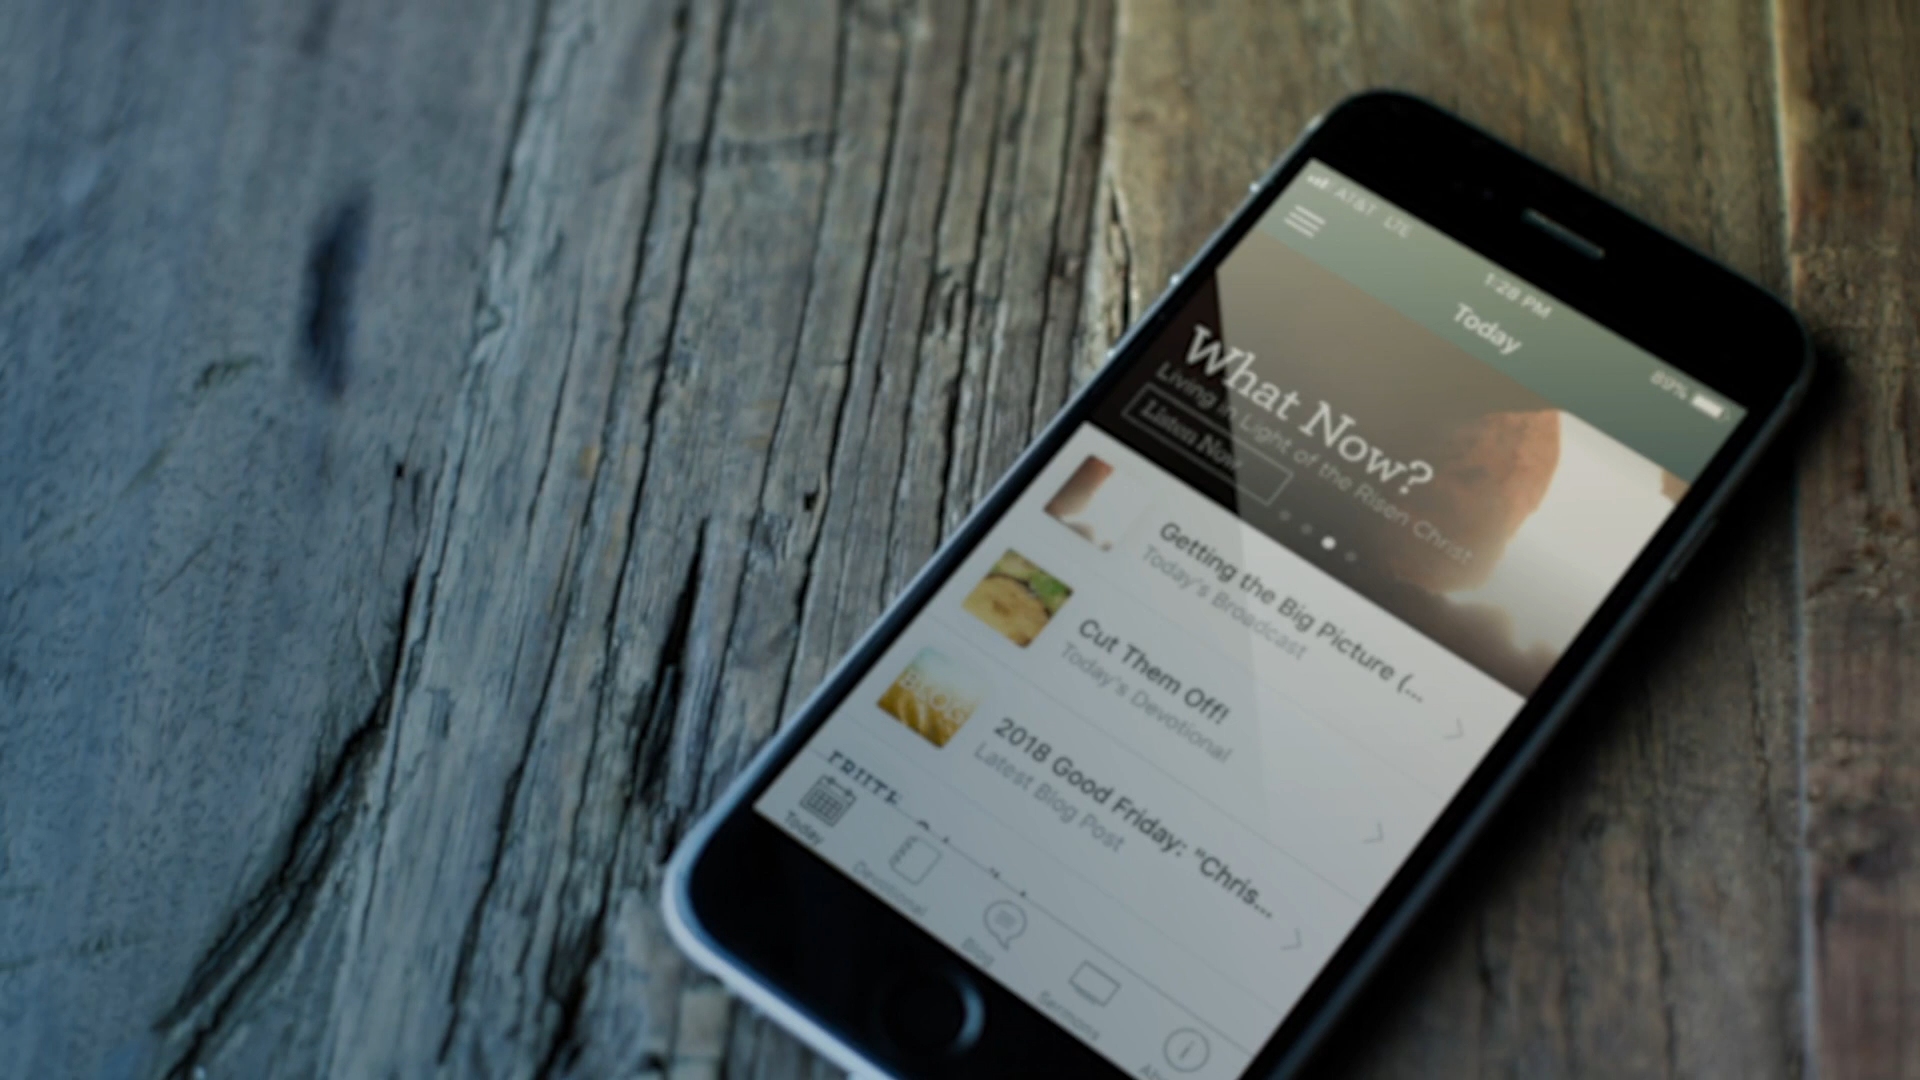 AT&T LTE
1:28 PM
Today
What Now?
Living in Light of the Risen Christ
Listen Now
Getting the Big Picture (...
Today's Broadcast
Cut Them Off!
Today's Devotional
BLOG
2018 Good Friday: "Chris...
Latest Blog Post
Today
Devotional
Blog
Sermons